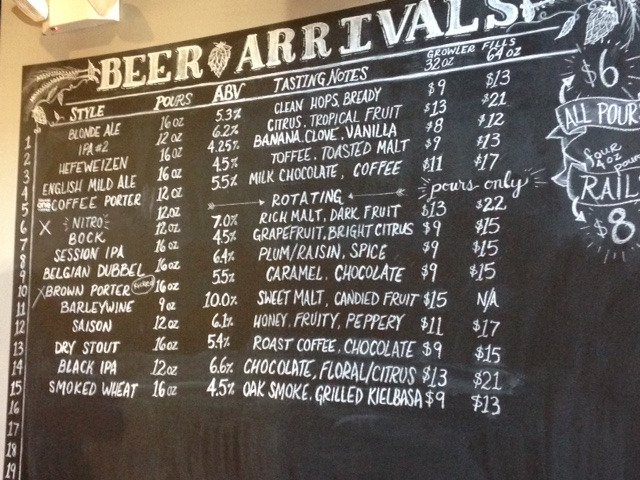 BEER ARRIVALS
STYLE POURS ABV TASTING NOTES GROWLER FILLS 32 OZ 64 OZ
1 BLONDE ALE 16 OZ 5.3% CLEAN HOPS, BREADY $9 $13
2 IPA #2 12 OZ 6.2% CITRUS, TROPICAL FRUIT $13 $21
3 HEFEWEIZEN 16 OZ 4.25% BANANA, CLOVE, VANILLA $8 $12
4 ENGLISH MILD ALE 16 OZ 4.5% TOFFEE, TOASTED MALT $9 $13
5 COFFEE PORTER 12 OZ 5.5% MILK CHOCOLATE, COFFEE $11 $17
ROTATING
6 X NITRO 12 OZ pours only
7 BOCK 12 OZ 7.0% RICH MALT, DARK FRUIT $13 $22
8 SESSION IPA 16 OZ 4.5% GRAPEFRUIT, BRIGHT CITRUS $9 $15
9 BELGIAN DUBBEL 16 OZ 6.4% PLUM/RAISIN, SPICE $9 $15
10 X BROWN PORTER 16 OZ 5.5% CARAMEL, CHOCOLATE $9 $15
11 BARLEYWINE 9 OZ 10.0% SWEET MALT, CANDIED FRUIT $15 N/A
12 SAISON 12 OZ 6.1% HONEY, FRUITY, PEPPERY $11 $17
13 DRY STOUT 16 OZ 5.4% ROAST COFFEE, CHOCOLATE $9 $15
14 BLACK IPA 12 OZ 6.6% CHOCOLATE, FLORAL/CITRUS $13 $21
15 SMOKED WHEAT 16 OZ 4.5% OAK SMOKE, GRILLED KIELBASA $9 $13
16
17
18
19
$6
ALL POUR
four
4 OZ
pour
RAIL
$8